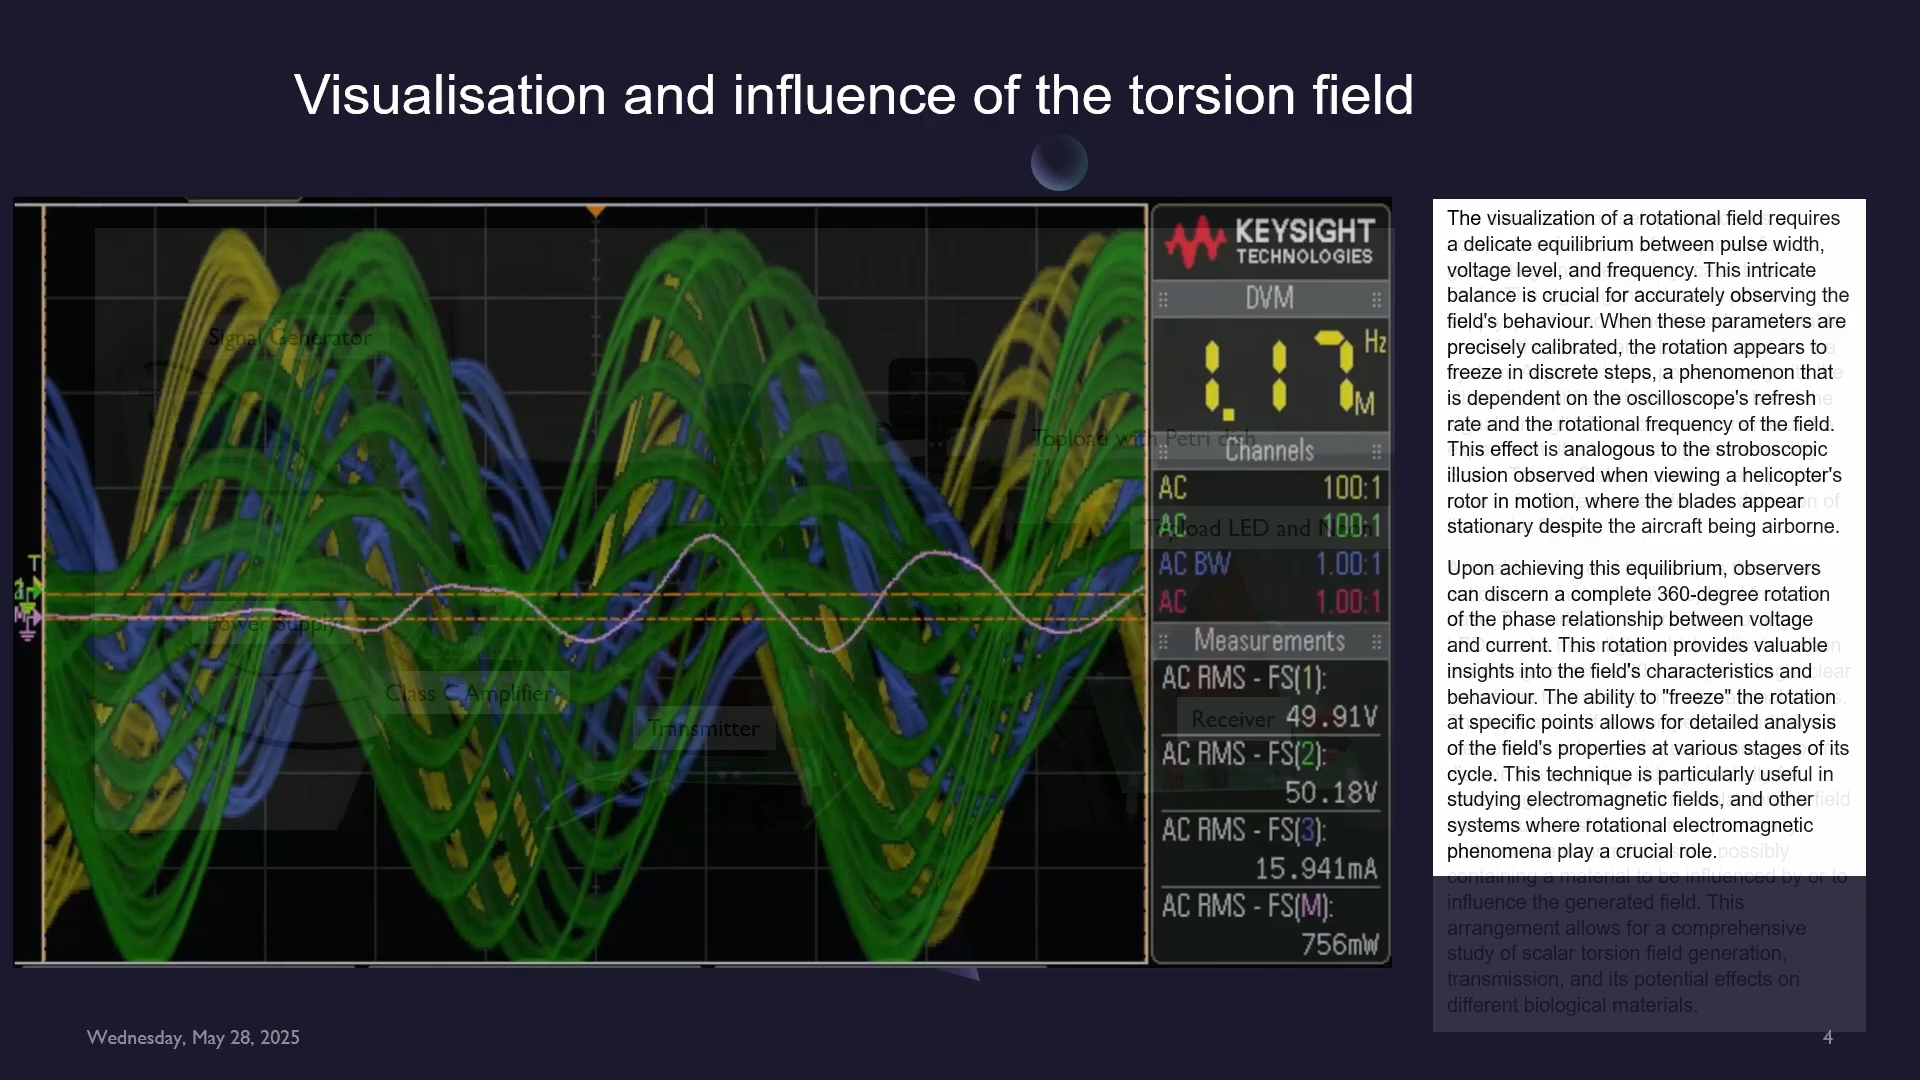 Visualisation and influence of the torsion field
KEYSIGHT
TECHNOLOGIES
DVM
1.17 Hz
M
Channels
AC 100:1
AC 100:1
AC BW 1.00:1
AC 1.00:1
Measurements
AC RMS - FS(1):
49.91V
AC RMS - FS(2):
50.18V
AC RMS - FS(3):
15.941mA
AC RMS - FS(M):
756mW
T
Signal Generator
Topload with Petri dish
Topload LED and Neon
Power Supply
Class C Amplifier
Transmitter
Receiver
The visualization of a rotational field requires
a delicate equilibrium between pulse width,
voltage level, and frequency. This intricate
balance is crucial for accurately observing the
field's behaviour. When these parameters are
precisely calibrated, the rotation appears to
freeze in discrete steps, a phenomenon that
is dependent on the oscilloscope's refresh
rate and the rotational frequency of the field.
This effect is analogous to the stroboscopic
illusion observed when viewing a helicopter's
rotor in motion, where the blades appear
stationary despite the aircraft being airborne.
Upon achieving this equilibrium, observers
can discern a complete 360-degree rotation
of the Phase relationship between voltage
and current. This rotation provides valuable
insights into the field's characteristics and
behaviour. The ability to "freeze" the rotation
at specific points allows for detailed analysis
of the field's properties at various stages of its
cycle. This technique is particularly useful in
studying electromagnetic fields, and other
systems where rotational electromagnetic
phenomena play a crucial role.
possibly
containing a material to be influenced by or to
influence the generated field. This
arrangement allows for a comprehensive
study of scalar torsion field generation,
transmission, and its potential effects on
different biological materials.
Wednesday, May 28, 2025
4